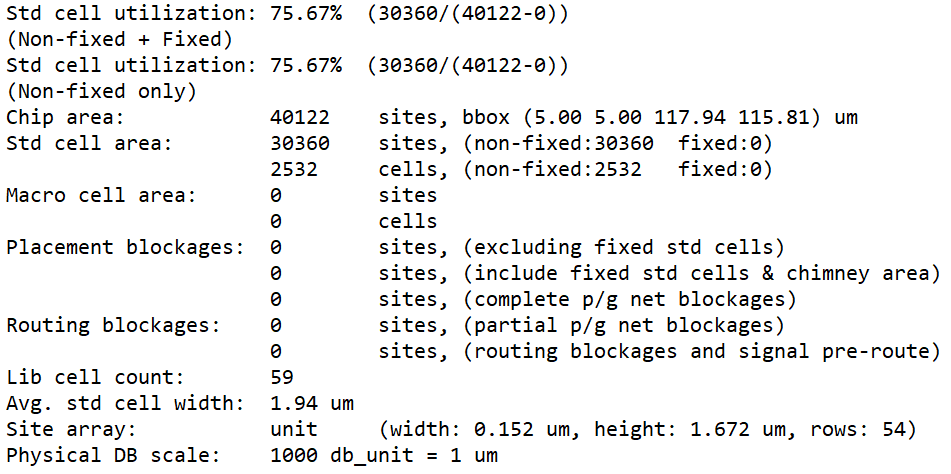 Std cell utilization: 75.67%  (30360/(40122-0))
(Non-fixed + Fixed)
Std cell utilization: 75.67%  (30360/(40122-0))
(Non-fixed only)
Chip area:            40122    sites, bbox (5.00 5.00 117.94 115.81) um
Std cell area:        30360    sites, (non-fixed:30360  fixed:0)
                      2532     cells, (non-fixed:2532   fixed:0)
Macro cell area:      0        sites
                      0        cells
Placement blockages:  0        sites, (excluding fixed std cells)
                      0        sites, (include fixed std cells & chimney area)
                      0        sites, (complete p/g net blockages)
Routing blockages:    0        sites, (partial p/g net blockages)
                      0        sites, (routing blockages and signal pre-route)
Lib cell count:       59
Avg. std cell width:  1.94 um
Site array:           unit     (width: 0.152 um, height: 1.672 um, rows: 54)
Physical DB scale:    1000 db_unit = 1 um